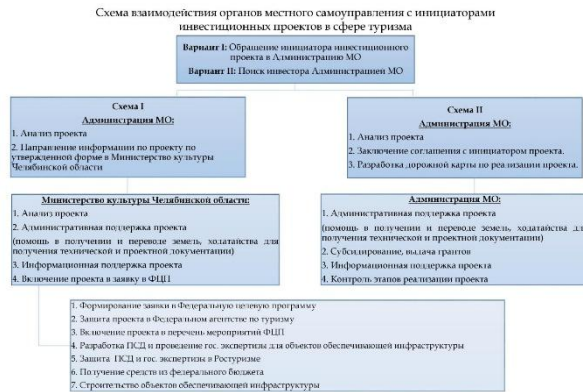 Схема взаимодействия органов местного самоуправления с инициаторами
инвестиционных проектов в сфере туризма
Вариант I: Обращение инициатора инвестиционного
проекта в Администрацию МО
Вариант II: Поиск инвестора Администрацией МО
Схема I
Администрация МО:
1. Анализ проекта
2. Направление информации по проекту по
утвержденной форме в Министерство культуры
Челябинской области
Схема II
Администрация МО:
1. Анализ проекта
2. Заключение соглашения с инициатором проекта.
3. Разработка дорожной карты по реализации проекта.
Министерство культуры Челябинской области:
1. Анализ проекта
2. Административная поддержка проекта
(помощь в получении и переводе земель, ходатайства для
получения технической и проектной документации)
3. Информационная поддержка проекта
4. Включение проекта в заявку в ФЦП
Администрация МО:
1. Административная поддержка проекта
(помощь в получении и переводе земель, ходатайства для
получения технической и проектной документации)
2. Субсидирование, выдача грантов
3. Информационная поддержка проекта
4. Контроль этапов реализации проекта
1. Формирование заявки в Федеральную целевую программу
2. Защита проекта в Федеральном агентстве по туризму
3. Включение проекта в перечень мероприятий ФЦП
4. Разработка ПСД и проведение гос. экспертизы для объектов обеспечивающей инфраструктуры
5. Защита ПСД и гос. экспертизы в Ростуризме
6. Получение средств из федерального бюджета
7. Строительство объектов обеспечивающей инфраструктуры